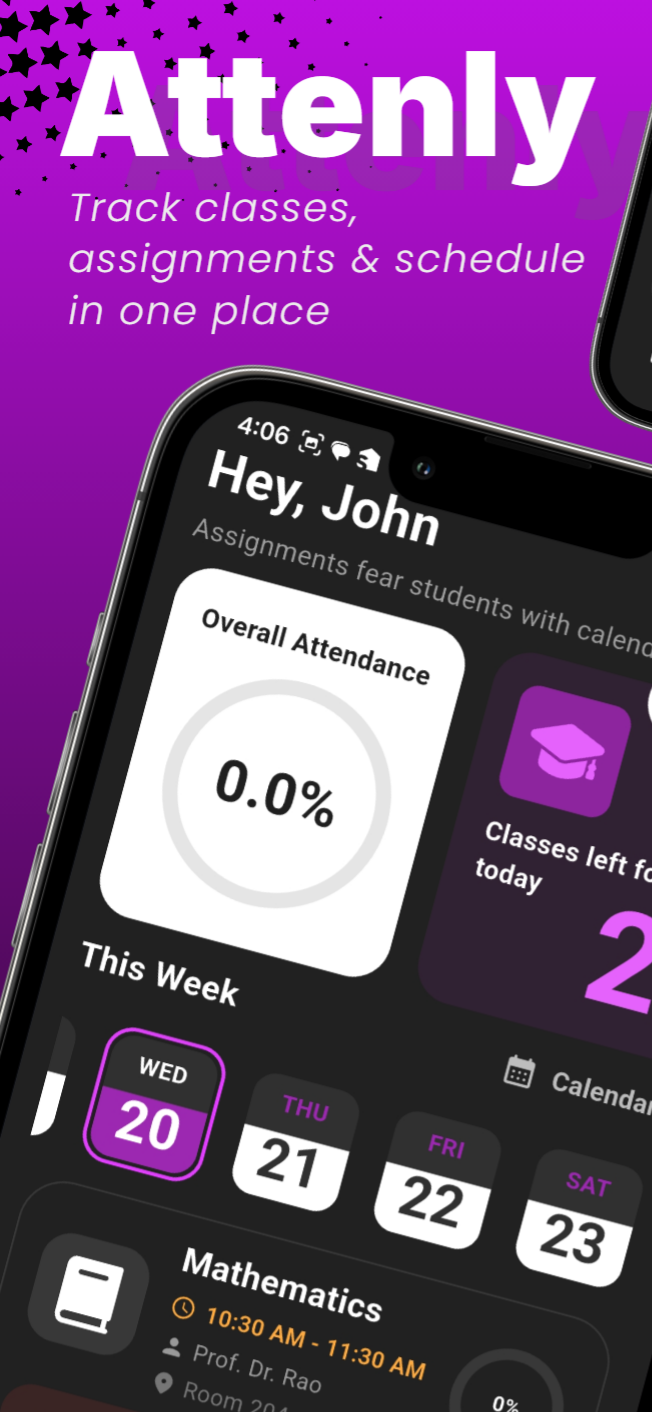 Attenly
Track classes,
assignments & schedule
in one place
4:06
Hey, John
Assignments fear students with calend
Overall Attendance
0.0%
Classes left fo
today
2
This Week
Calendar
WED
20
THU
21
FRI
22
SAT
23
Mathematics
10:30 AM - 11:30 AM
Prof. Dr. Rao
Room 204
0%